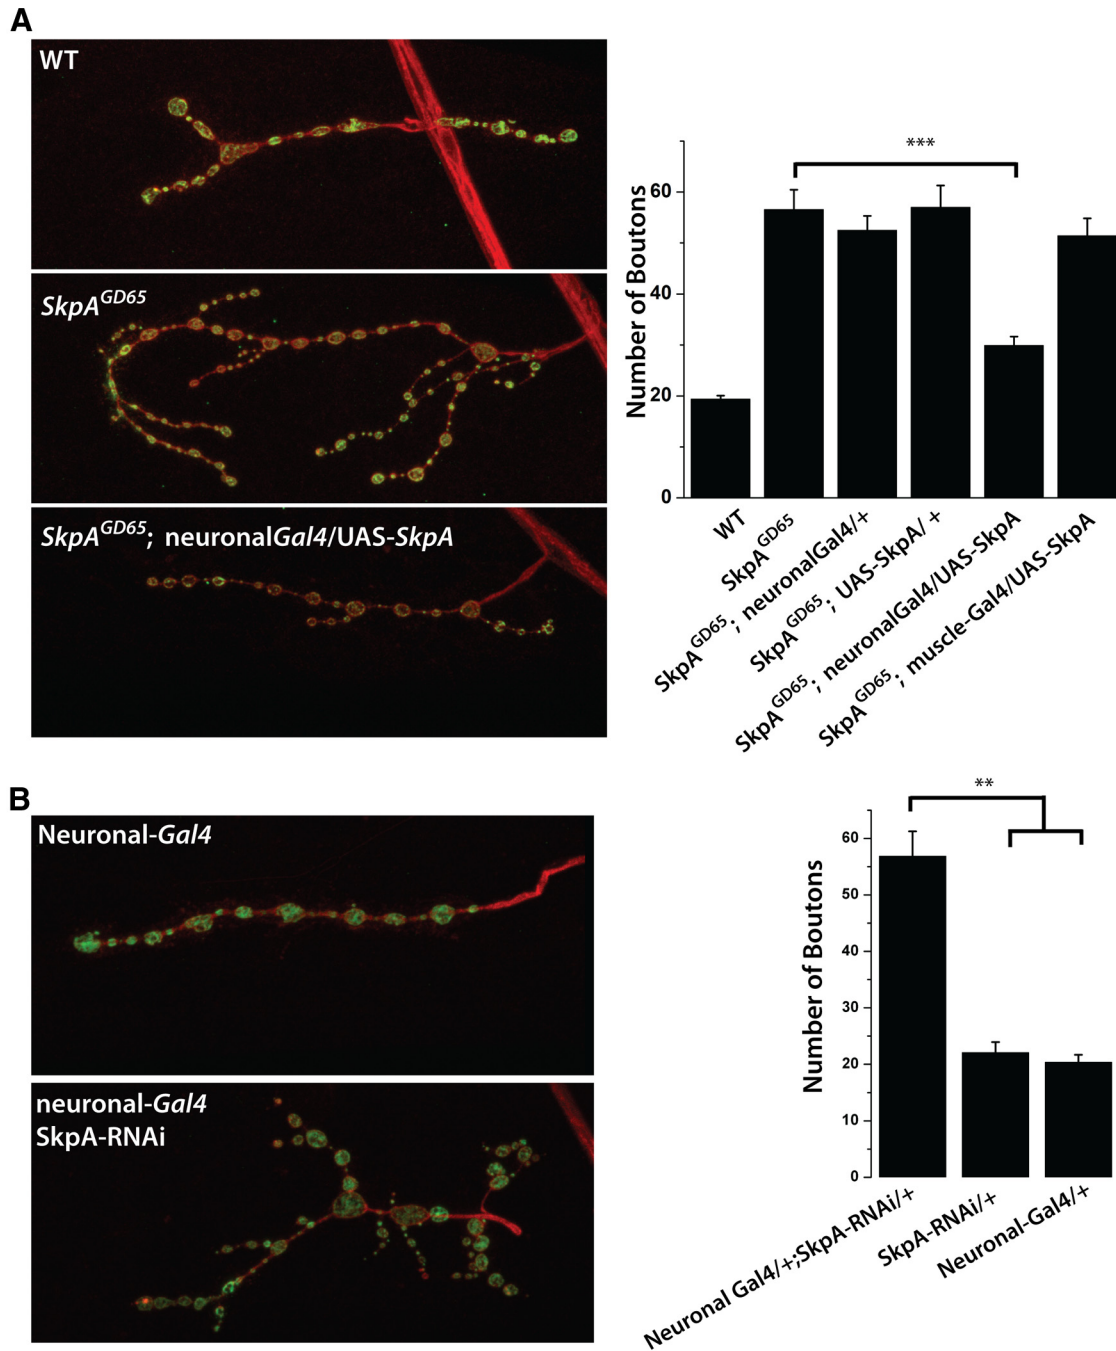 A
WT
SkpA^GD65
SkpA^GD65; neuronalGal4/UAS-SkpA
***
Number of Boutons
60
40
20
0
WT
SkpA^GD65
SkpA^GD65; neuronalGal4/+
SkpA^GD65; UAS-SkpA/+
SkpA^GD65; neuronalGal4/UAS-SkpA
SkpA^GD65; muscle-Gal4/UAS-SkpA
B
Neuronal-Gal4
neuronal-Gal4
SkpA-RNAi
**
Number of Boutons
60
50
40
30
20
10
0
Neuronal Gal4/+;SkpA-RNAi/+
SkpA-RNAi/+
Neuronal-Gal4/+